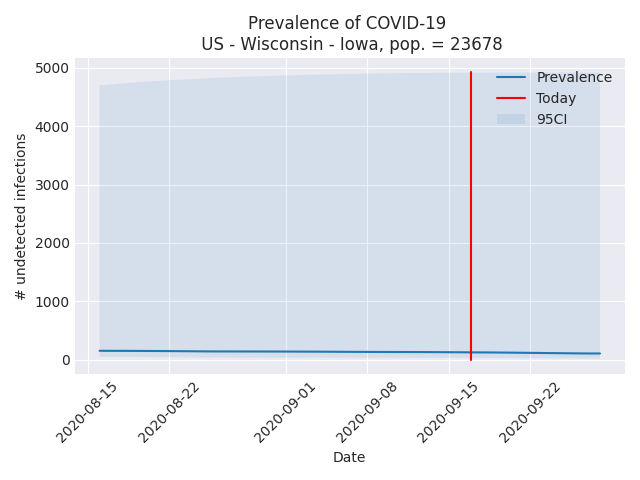 Prevalence of COVID-19
US - Wisconsin - Iowa, pop. = 23678
# undetected infections
5000
4000
3000
2000
1000
0
Prevalence
Today
95CI
2020-08-15
2020-08-22
2020-09-01
2020-09-08
2020-09-15
2020-09-22
Date